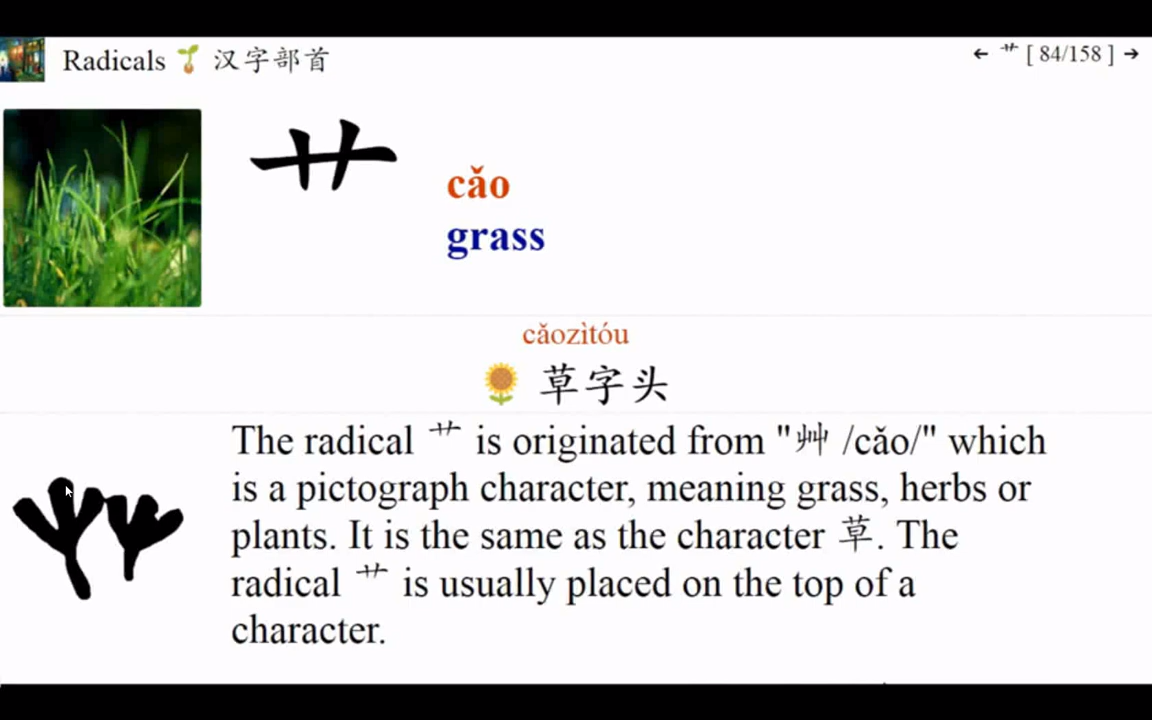 Radicals 🌱 汉字部首
← 艹 [ 84/158 ] →
艹
cǎo
grass
cǎozìtóu
🌻 草字头
The radical 艹 is originated from "艸 /cǎo/" which
is a pictograph character, meaning grass, herbs or
plants. It is the same as the character 草. The
radical 艹 is usually placed on the top of a
character.